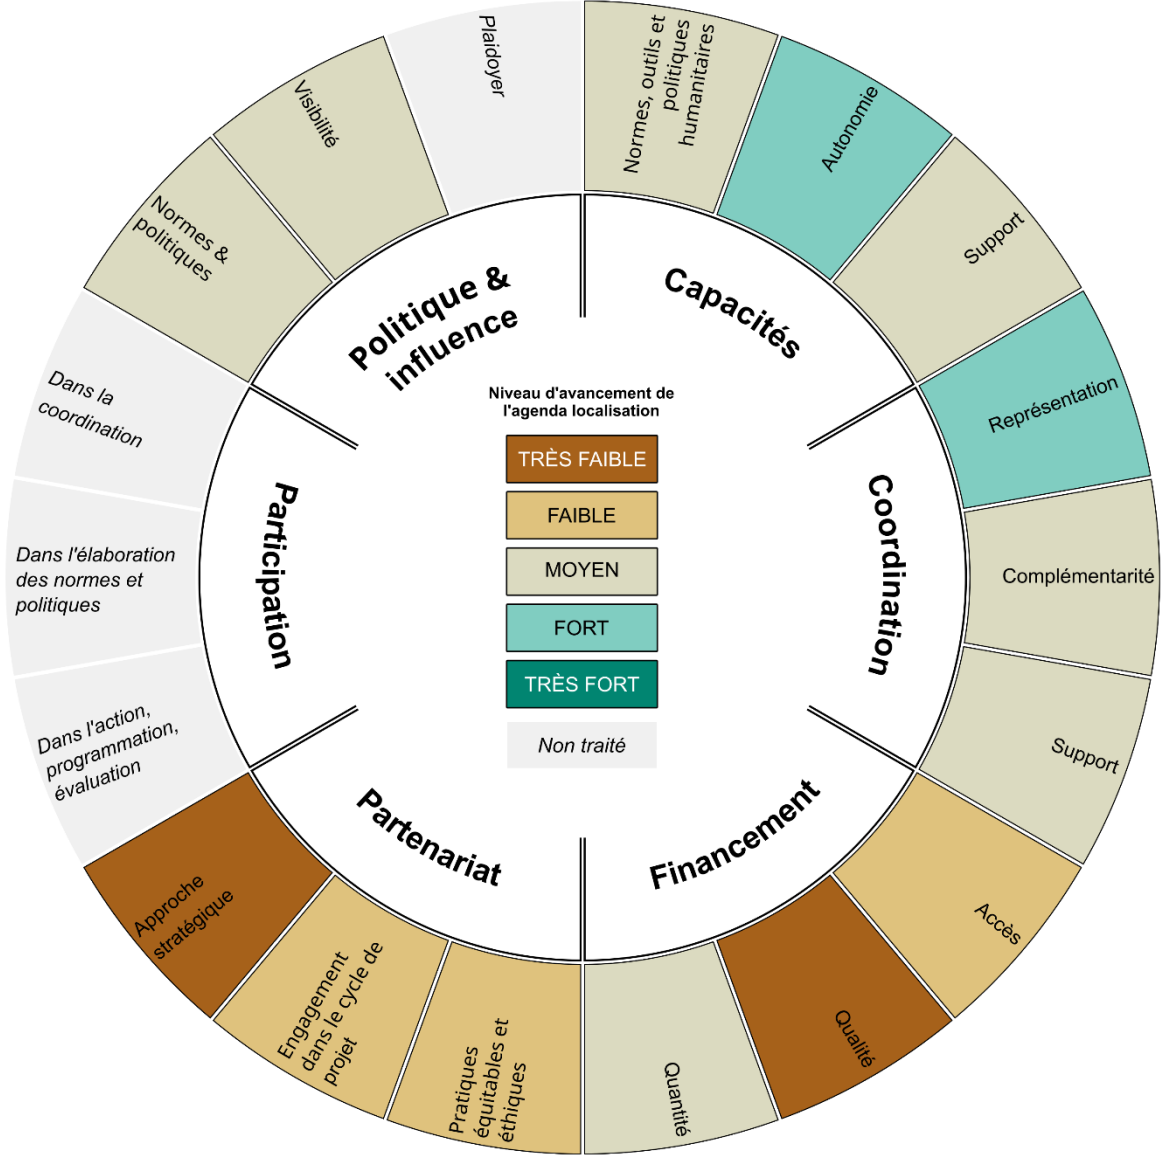 Plaidoyer
Normes, outils et
politiques
humanitaires
Autonomie
Support
Représentation
Complémentarité
Support
Accès
Qualité
Quantité
Pratiques
équitables et
éthiques
Engagement
dans le cycle de
projet
Approche
stratégique
Dans l'action,
programmation,
évaluation
Dans l'élaboration
des normes et
politiques
Dans la
coordination
Normes &
politiques
Visibilité
Politique &
influence
Capacités
Coordination
Financement
Partenariat
Participation
Niveau d'avancement de
l'agenda localisation
TRÈS FAIBLE
FAIBLE
MOYEN
FORT
TRÈS FORT
Non traité